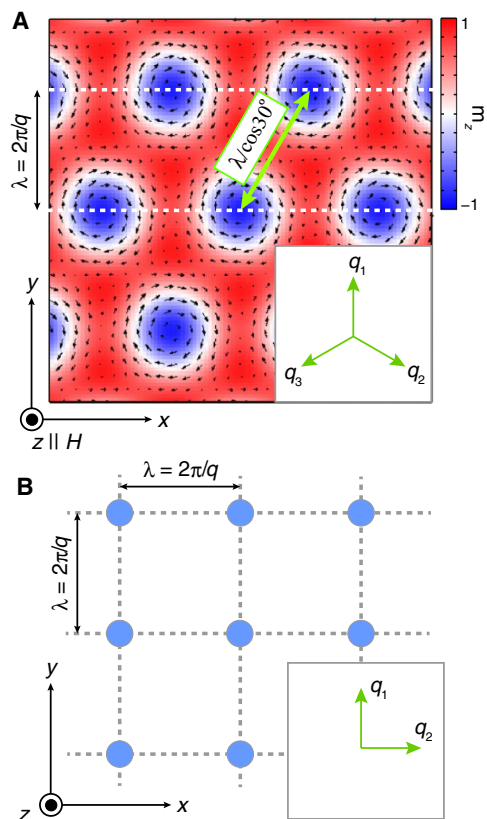 A
1
m_z
−1
λ = 2π/q
λ/cos30°
y
x
z || H
q₁
q₂
q₃
B
λ = 2π/q
λ = 2π/q
y
x
z
q₁
q₂